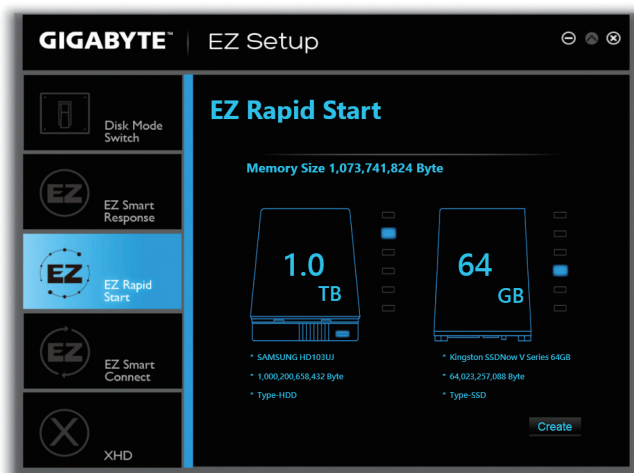 GIGABYTE™ EZ Setup
Disk Mode
Switch
EZ
EZ Smart
Response
EZ
EZ Rapid
Start
EZ
EZ Smart
Connect
X
XHD
EZ Rapid Start
Memory Size 1,073,741,824 Byte
1.0
TB
* SAMSUNG HD103UJ
* 1,000,200,658,432 Byte
* Type-HDD
64
GB
* Kingston SSDNow V Series 64GB
* 64,023,257,088 Byte
* Type-SSD
Create